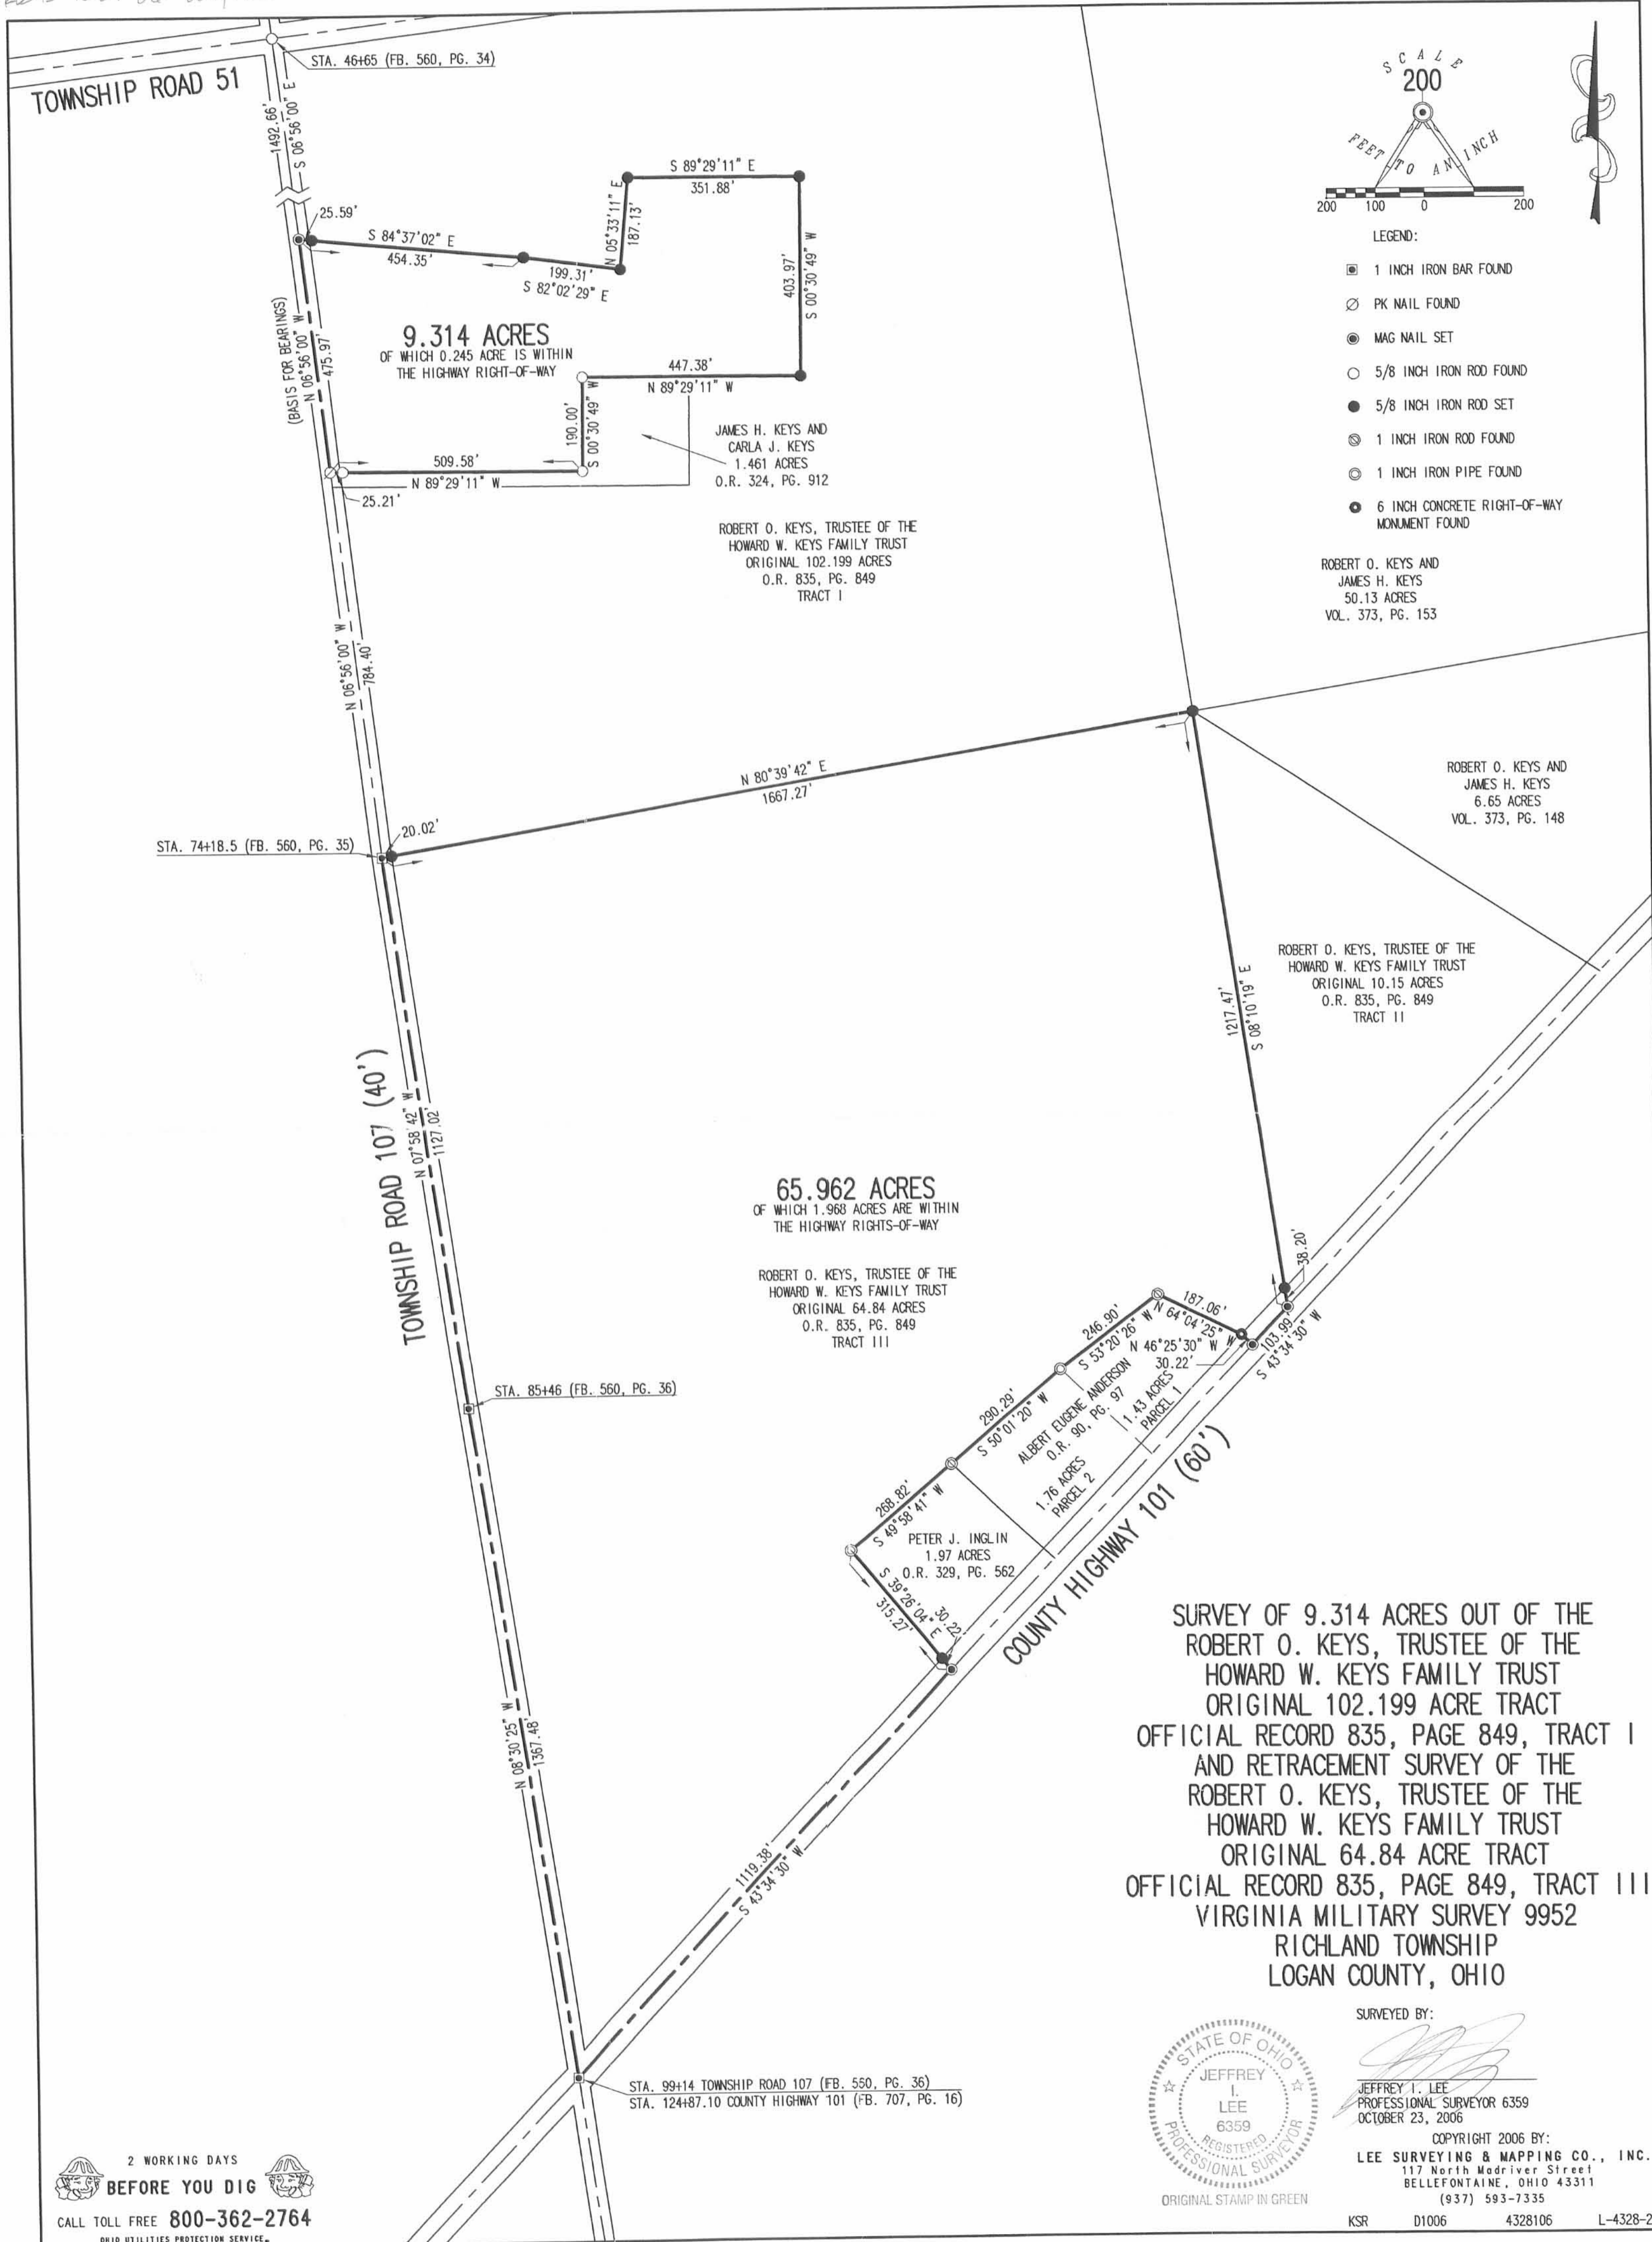 STA. 46+65 (FB. 560, PG. 34)
TOWNSHIP ROAD 51
1492.66'
S 06°56'00" E
25.59'
S 84°37'02" E
454.35'
199.31'
S 82°02'29" E
N 05°33'11" E
187.13'
S 89°29'11" E
351.88'
403.97'
S 00°30'49" W
(BASIS FOR BEARINGS)
N 06°56'00" W
475.97'
9.314 ACRES
OF WHICH 0.245 ACRE IS WITHIN
THE HIGHWAY RIGHT-OF-WAY
447.38'
N 89°29'11" W
190.00'
S 00°30'49" W
509.58'
N 89°29'11" W
25.21'
JAMES H. KEYS AND
CARLA J. KEYS
1.461 ACRES
O.R. 324, PG. 912
ROBERT O. KEYS, TRUSTEE OF THE
HOWARD W. KEYS FAMILY TRUST
ORIGINAL 102.199 ACRES
O.R. 835, PG. 849
TRACT I
SCALE
200
FEET TO AN INCH
200 100 0 200
LEGEND:
1 INCH IRON BAR FOUND
PK NAIL FOUND
MAG NAIL SET
5/8 INCH IRON ROD FOUND
5/8 INCH IRON ROD SET
1 INCH IRON ROD FOUND
1 INCH IRON PIPE FOUND
6 INCH CONCRETE RIGHT-OF-WAY
MONUMENT FOUND
ROBERT O. KEYS AND
JAMES H. KEYS
50.13 ACRES
VOL. 373, PG. 153
N 06°56'00" W
784.40'
N 80°39'42" E
1667.27'
20.02'
STA. 74+18.5 (FB. 560, PG. 35)
ROBERT O. KEYS AND
JAMES H. KEYS
6.65 ACRES
VOL. 373, PG. 148
ROBERT O. KEYS, TRUSTEE OF THE
HOWARD W. KEYS FAMILY TRUST
ORIGINAL 10.15 ACRES
O.R. 835, PG. 849
TRACT II
1217.47'
S 08°10'19" E
TOWNSHIP ROAD 107 (40')
N 07°58'42" W
1127.02'
65.962 ACRES
OF WHICH 1.968 ACRES ARE WITHIN
THE HIGHWAY RIGHTS-OF-WAY
ROBERT O. KEYS, TRUSTEE OF THE
HOWARD W. KEYS FAMILY TRUST
ORIGINAL 64.84 ACRES
O.R. 835, PG. 849
TRACT III
38.20'
187.06'
N 64°04'25" W
N 46°25'30" W
30.22'
103.99'
S 43°34'30" W
246.90'
S 53°20'26" W
290.29'
S 50°01'20" W
ALBERT EUGENE ANDERSON
O.R. 90, PG. 97
1.43 ACRES
PARCEL 1
1.76 ACRES
PARCEL 2
STA. 85+46 (FB. 560, PG. 36)
268.82'
S 49°58'41" W
PETER J. INGLIN
1.97 ACRES
O.R. 329, PG. 562
S 39°26'04" E
315.27'
30.22'
COUNTY HIGHWAY 101 (60')
N 08°30'25" W
1367.48'
1119.38'
S 43°34'30" W
STA. 99+14 TOWNSHIP ROAD 107 (FB. 550, PG. 36)
STA. 124+87.10 COUNTY HIGHWAY 101 (FB. 707, PG. 16)
SURVEY OF 9.314 ACRES OUT OF THE
ROBERT O. KEYS, TRUSTEE OF THE
HOWARD W. KEYS FAMILY TRUST
ORIGINAL 102.199 ACRE TRACT
OFFICIAL RECORD 835, PAGE 849, TRACT I
AND RETRACEMENT SURVEY OF THE
ROBERT O. KEYS, TRUSTEE OF THE
HOWARD W. KEYS FAMILY TRUST
ORIGINAL 64.84 ACRE TRACT
OFFICIAL RECORD 835, PAGE 849, TRACT III
VIRGINIA MILITARY SURVEY 9952
RICHLAND TOWNSHIP
LOGAN COUNTY, OHIO
STATE OF OHIO
JEFFREY
I.
LEE
6359
REGISTERED
PROFESSIONAL SURVEYOR
ORIGINAL STAMP IN GREEN
SURVEYED BY:
JEFFREY I. LEE
PROFESSIONAL SURVEYOR 6359
OCTOBER 23, 2006
COPYRIGHT 2006 BY:
LEE SURVEYING & MAPPING CO., INC.
117 North Madriver Street
BELLEFONTAINE, OHIO 43311
(937) 593-7335
KSR D1006 4328106 L-4328-2
2 WORKING DAYS
BEFORE YOU DIG
CALL TOLL FREE 800-362-2764
OHIO UTILITIES PROTECTION SERVICE